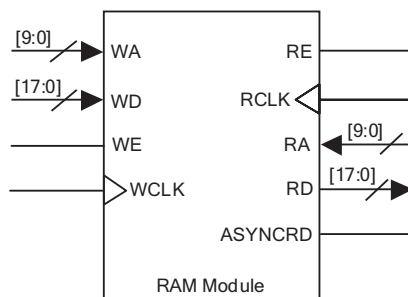 [9:0]
WA
RE
[17:0]
WD
RCLK
[9:0]
WE
RA
[17:0]
WCLK
RD
ASYNCRD
RAM Module